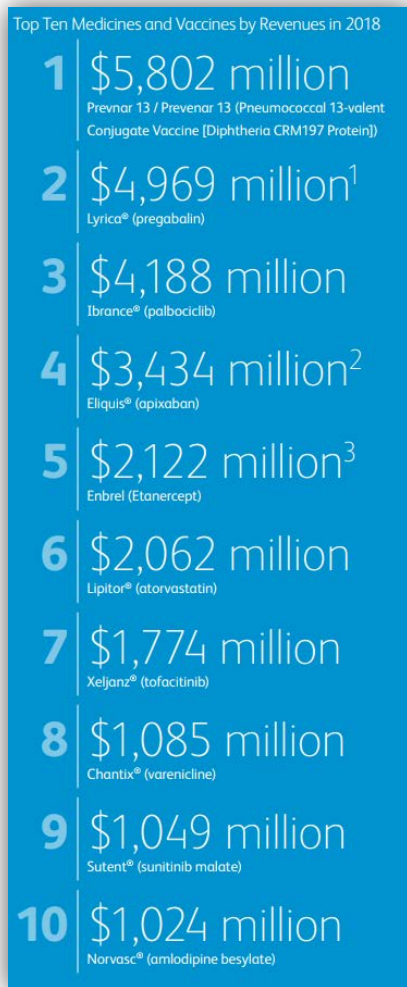 Top Ten Medicines and Vaccines by Revenues in 2018
1
$5,802 million
Prevnar 13 / Prevenar 13 (Pneumococcal 13-valent
Conjugate Vaccine [Diphtheria CRM197 Protein])
2
$4,969 million¹
Lyrica® (pregabalin)
3
$4,188 million
Ibrance® (palbociclib)
4
$3,434 million²
Eliquis® (apixaban)
5
$2,122 million³
Enbrel (Etanercept)
6
$2,062 million
Lipitor® (atorvastatin)
7
$1,774 million
Xeljanz® (tofacitinib)
8
$1,085 million
Chantix® (varenicline)
9
$1,049 million
Sutent® (sunitinib malate)
10
$1,024 million
Norvasc® (amlodipine besylate)